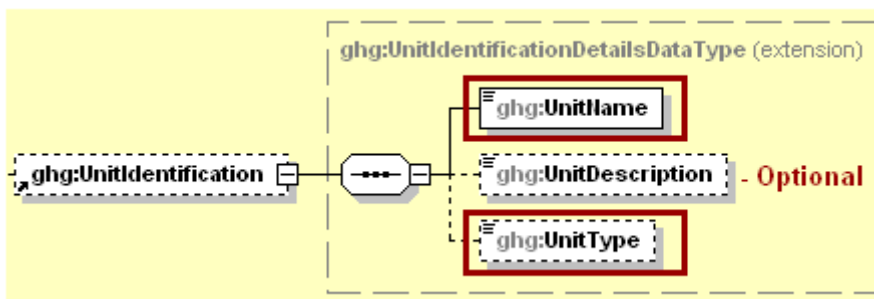 ghg:UnitIdentificationDetailsDataType (extension)
ghg:UnitName
ghg:UnitIdentification
ghg:UnitDescription - Optional
ghg:UnitType